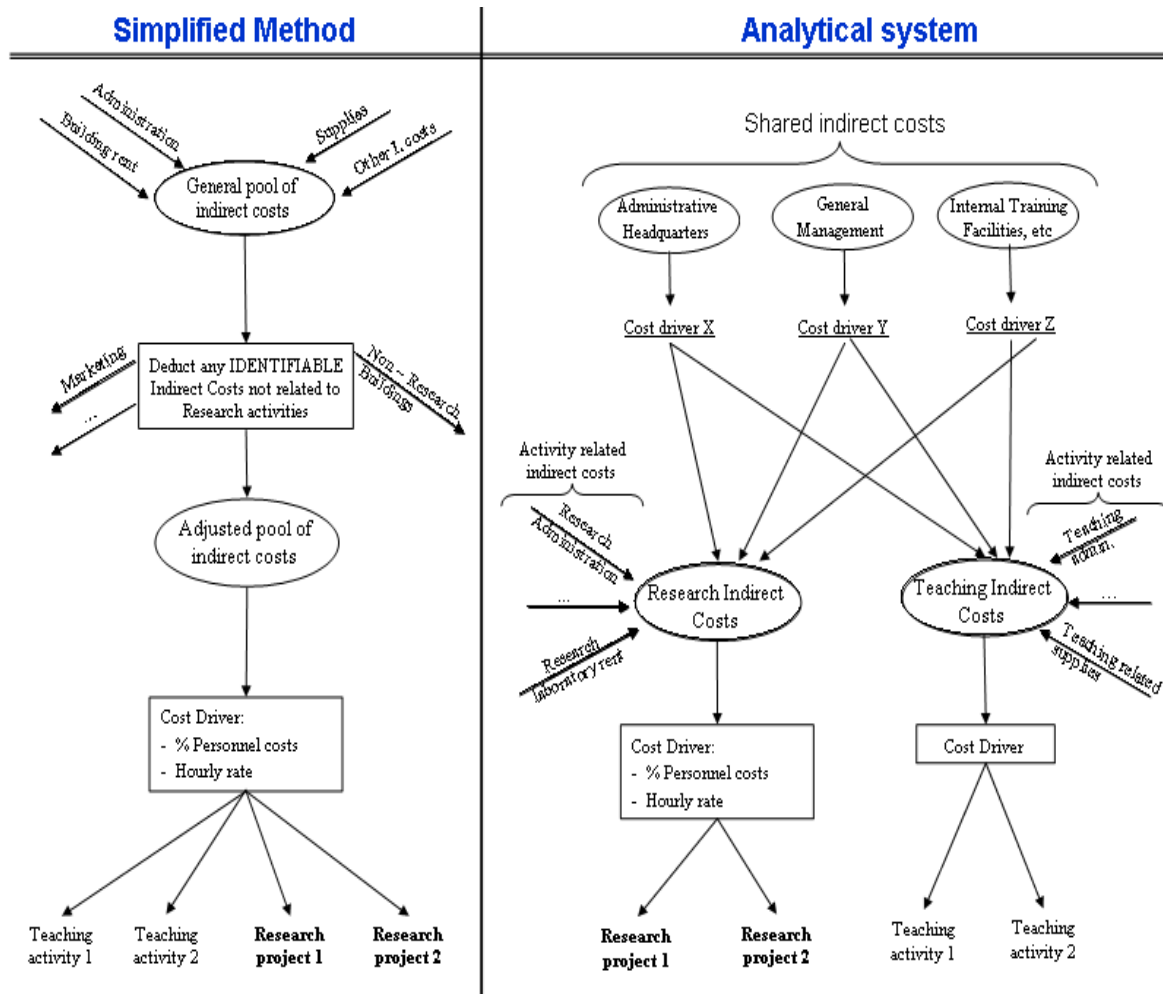 Simplified Method
Administration
Building rent
Supplies
Other I. costs
General pool of
indirect costs
Marketing
...
Deduct any IDENTIFIABLE
Indirect Costs not related to
Research activities
Non – Research
Buildings
Adjusted pool of
indirect costs
Cost Driver:
- % Personnel costs
- Hourly rate
Teaching
activity 1
Teaching
activity 2
Research
project 1
Research
project 2
Analytical system
Shared indirect costs
Administrative
Headquarters
General
Management
Internal Training
Facilities, etc
Cost driver X
Cost driver Y
Cost driver Z
Activity related
indirect costs
Research
Administration
...
Research
laboratory rent
Research Indirect
Costs
Activity related
indirect costs
Teaching
admin.
...
Teaching related
supplies
Teaching Indirect
Costs
Cost Driver:
- % Personnel costs
- Hourly rate
Cost Driver
Research
project 1
Research
project 2
Teaching
activity 1
Teaching
activity 2